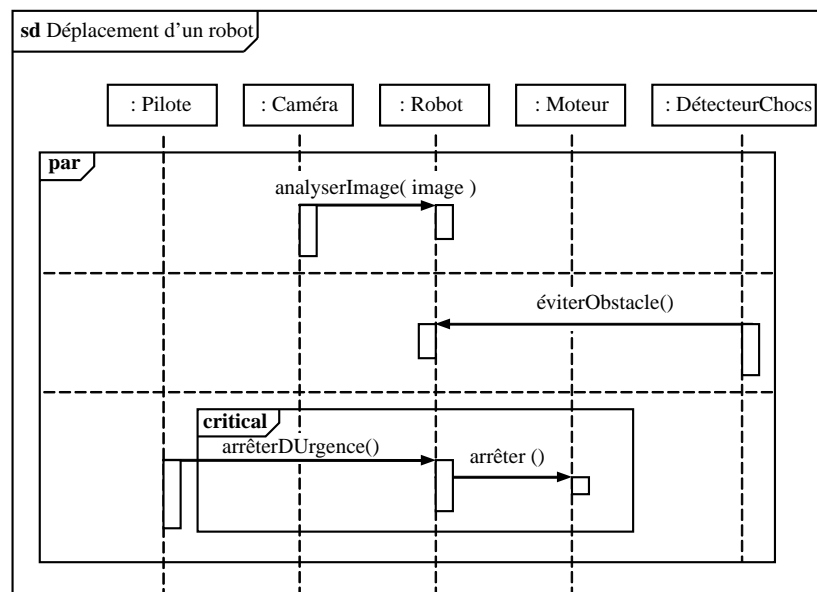 sd Déplacement d’un robot
: Pilote
: Caméra
: Robot
: Moteur
: DétecteurChocs
par
analyserImage( image )
éviterObstacle()
critical
arrêterDUrgence()
arrêter ()